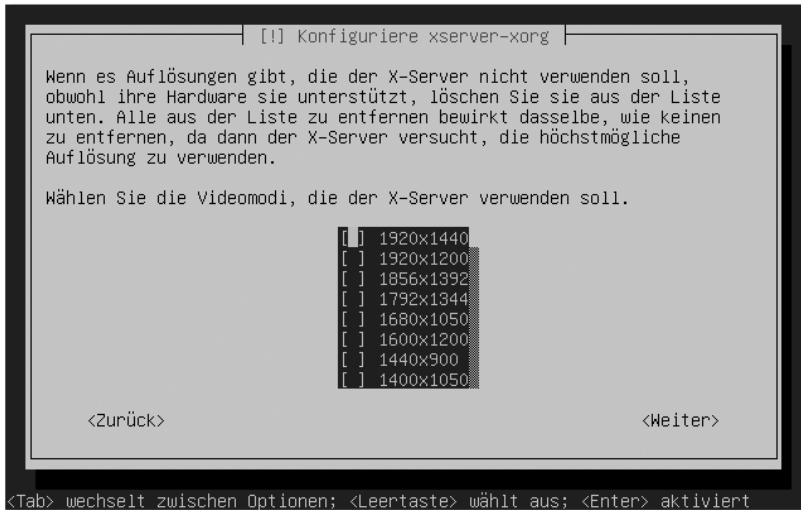 [!] Konfiguriere xserver-xorg
Wenn es Auflösungen gibt, die der X-Server nicht verwenden soll,
obwohl ihre Hardware sie unterstützt, löschen Sie sie aus der Liste
unten. Alle aus der Liste zu entfernen bewirkt dasselbe, wie keinen
zu entfernen, da dann der X-Server versucht, die höchstmögliche
Auflösung zu verwenden.
Wählen Sie die Videomodi, die der X-Server verwenden soll.
[ ] 1920x1440
[ ] 1920x1200
[ ] 1856x1392
[ ] 1792x1344
[ ] 1680x1050
[ ] 1600x1200
[ ] 1440x900
[ ] 1400x1050
<Zurück> <Weiter>
<Tab> wechselt zwischen Optionen; <Leertaste> wählt aus; <Enter> aktiviert